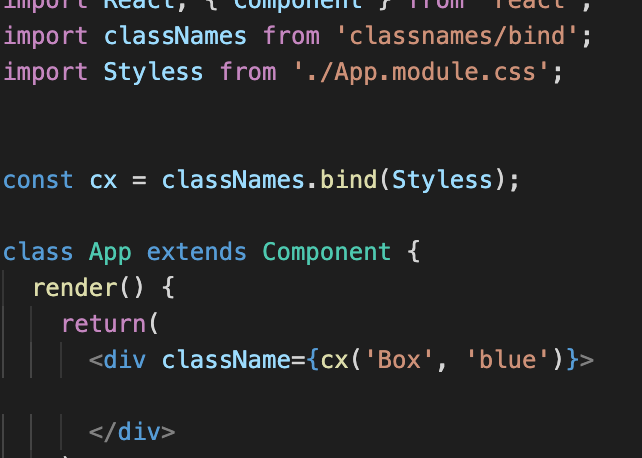 import React, { Component } from 'react';
import classNames from 'classnames/bind';
import Styless from './App.module.css';
const cx = classNames.bind(Styless);
class App extends Component {
render() {
return(
<div className={cx('Box', 'blue')}>
</div>